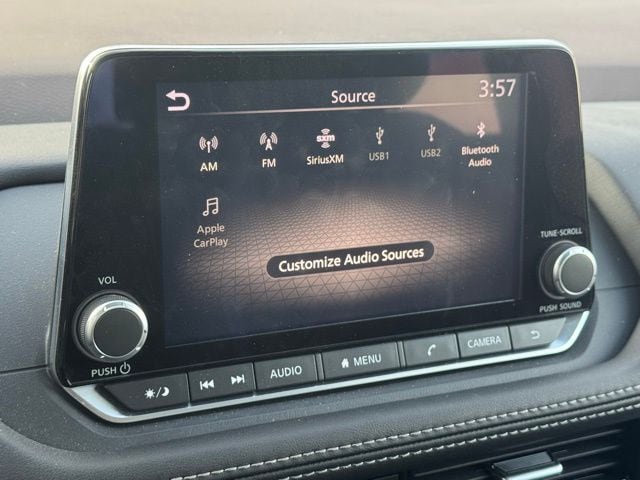 Source
3:57
AM
FM
sxm
SiriusXM
USB1
USB2
Bluetooth
Audio
Apple
CarPlay
Customize Audio Sources
VOL
PUSH
TUNE·SCROLL
PUSH SOUND
AUDIO
MENU
CAMERA